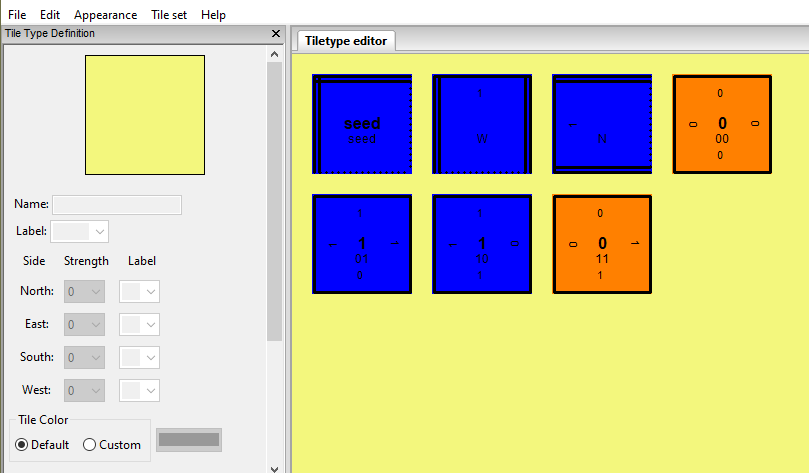 File Edit Appearance Tile set Help
Tile Type Definition
Name:
Label:
Side Strength Label
North: 0
East: 0
South: 0
West: 0
Tile Color
Default Custom
Tiletype editor
seed
seed
1
W
1
N
0
0 0 0
00
0
1
1 1
01
0
1
1 1 0
10
1
0
0 0 1
11
1